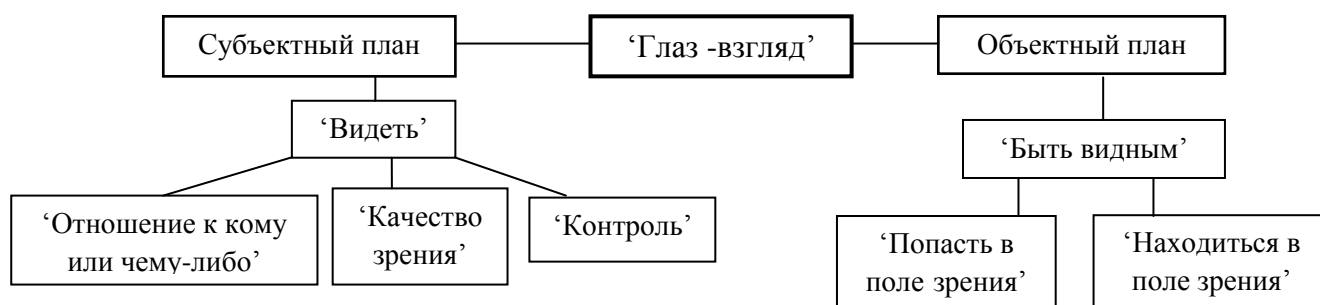 Субъектный план
‘Глаз -взгляд’
Объектный план
‘Видеть’
‘Быть видным’
‘Отношение к кому
или чему-либо’
‘Качество
зрения’
‘Контроль’
‘Попасть в
поле зрения’
‘Находиться в
поле зрения’